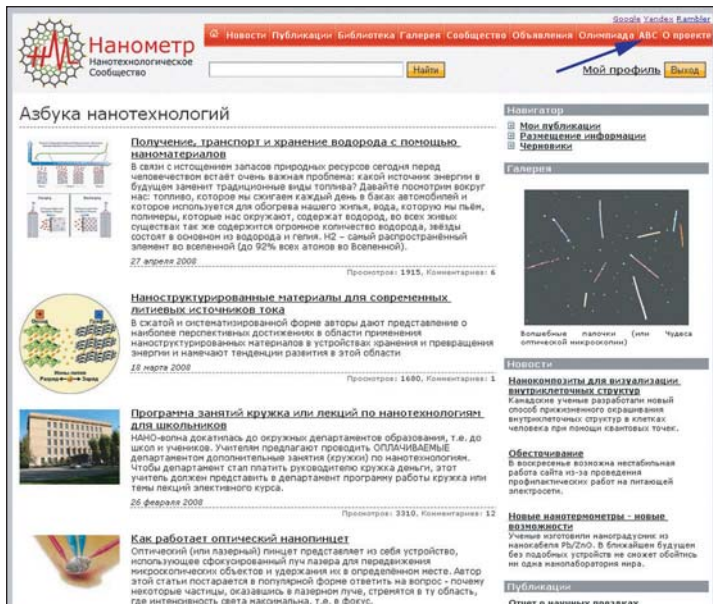 Google Yandex Rambler
Новости Публикации Библиотека Галерея Сообщество Объявления Олимпиада ABC О проекте
Нанометр
Нанотехнологическое
Сообщество
Найти
Мой профиль Выход
Азбука нанотехнологий
Получение, транспорт и хранение водорода с помощью
наноматериалов
В связи с истощением запасов природных ресурсов сегодня перед
человечеством встаёт очень важная проблема: какой источник энергии в
будущем заменит традиционные виды топлива? Давайте посмотрим вокруг
нас: топливо, которое мы сжигаем каждый день в баках автомобилей и
которое используется для обогрева нашего жилья, вода, которую мы пьём,
полимеры, которые нас окружают, содержат водород, во всех живых
существах так же содержится огромное количество водорода, звёзды
состоят в основном из водорода и гелия. H2 – самый распространённый
элемент во вселенной (до 92% всех атомов во Вселенной).
27 апреля 2008
Просмотров: 1915, Комментариев: 6
Наноструктурированные материалы для современных
литиевых источников тока
В сжатой и систематизированной форме авторы дают представление о
наиболее перспективных достижениях в области применения
наноструктурированных материалов в устройствах хранения и превращения
энергии и намечают тенденции развития в этой области
18 марта 2008
Просмотров: 1680, Комментариев: 1
Ионы лития
Разряд Заряд
Программа занятий кружка или лекций по нанотехнологиям
для школьников
НАНО-волна докатилась до окружных департаментов образования, т.е. до
школ и учеников. Учителям предлагают проводить ОПЛАЧИВАЕМЫЕ
департаментом дополнительные занятия (кружки) по нанотехнологиям.
Чтобы департамент стал платить руководителю кружка деньги, этот
учитель должен представить в департамент программу работы кружка или
темы лекций элективного курса.
26 февраля 2008
Просмотров: 3310, Комментариев: 12
Как работает оптический нанопинцет
Оптический (или лазерный) пинцет представляет из себя устройство,
использующее сфокусированный луч лазера для передвижения
микроскопических объектов и удержания их в определённом месте. Автор
этой статьи постарается в популярной форме ответить на вопрос - почему
некоторые частицы, оказавшись в лазерном луче, стремятся в ту область,
где интенсивность света максимальна, т.е. в фокус.
Навигатор
Мои публикации
Размещение информации
Черновики
Галерея
Волшебные палочки (или Чудеса
оптической микроскопии)
Новости
Нанокомпозиты для визуализации
внутриклеточных структур
Канадские ученые разработали новый
способ прижизненного окрашивания
внутриклеточных структур в клетках
человека при помощи квантовых точек.
Обесточивание
В воскресенье возможна нестабильная
работа сайта из-за проведения
профилактических работ на питающей
электросети.
Новые нанотермометры - новые
возможности
Ученые изготовили наноградусник из
нанокабеля Pb/ZnO. В ближайшем будущем
без подобных устройств не сможет обойтись
ни одна нанолаборатория мира.
Публикации
Отчет о научных поездках